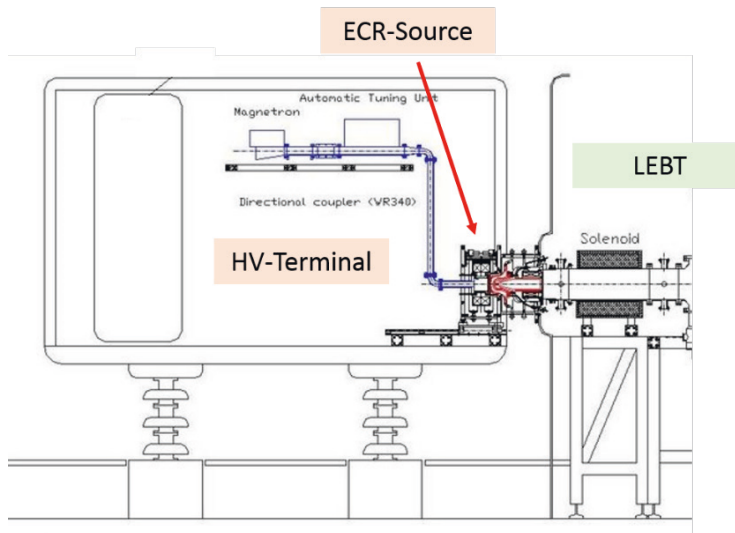 ECR-Source
Automatic Tuning Unit
Magnetron
LEBT
Directional coupler (WR340)
Solenoid
HV-Terminal